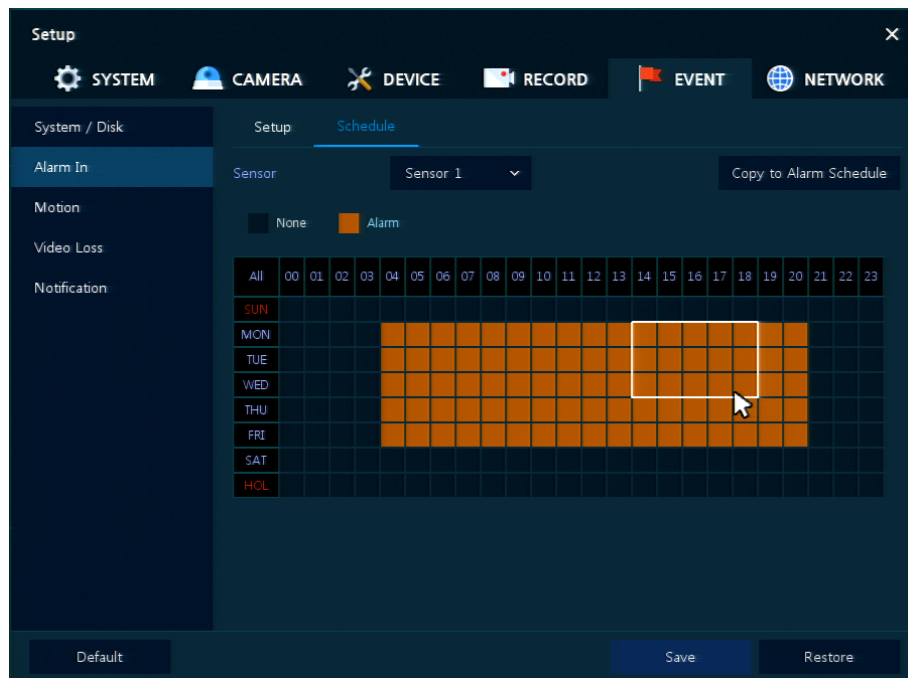 Setup
SYSTEM CAMERA DEVICE RECORD EVENT NETWORK
System / Disk
Setup Schedule
Alarm In
Sensor Sensor 1 Copy to Alarm Schedule
Motion
None Alarm
Video Loss
Notification
All 00 01 02 03 04 05 06 07 08 09 10 11 12 13 14 15 16 17 18 19 20 21 22 23
SUN
MON
TUE
WED
THU
FRI
SAT
HOL
Default Save Restore